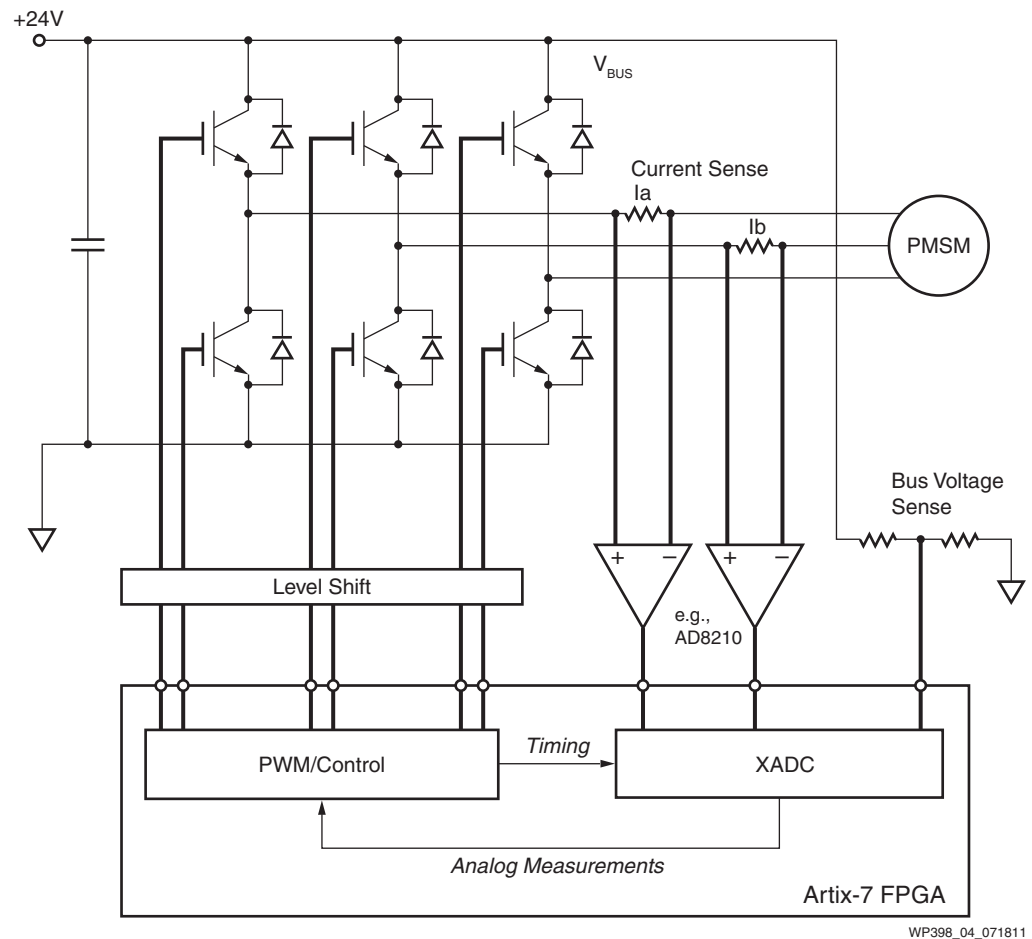 +24V
VBUS
Current Sense
Ia
Ib
PMSM
Bus Voltage
Sense
Level Shift
+ −
+ −
e.g.,
AD8210
PWM/Control
Timing
XADC
Analog Measurements
Artix-7 FPGA
WP398_04_071811